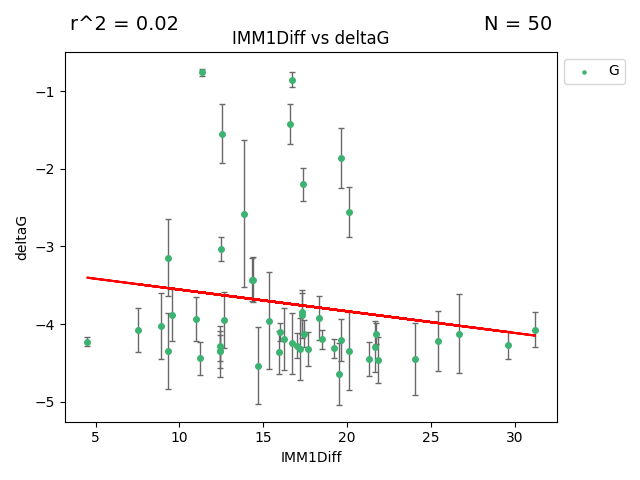 r^2 = 0.02
N = 50
IMM1Diff vs deltaG
G
−1
−2
−3
−4
−5
deltaG
5 10 15 20 25 30
IMM1Diff